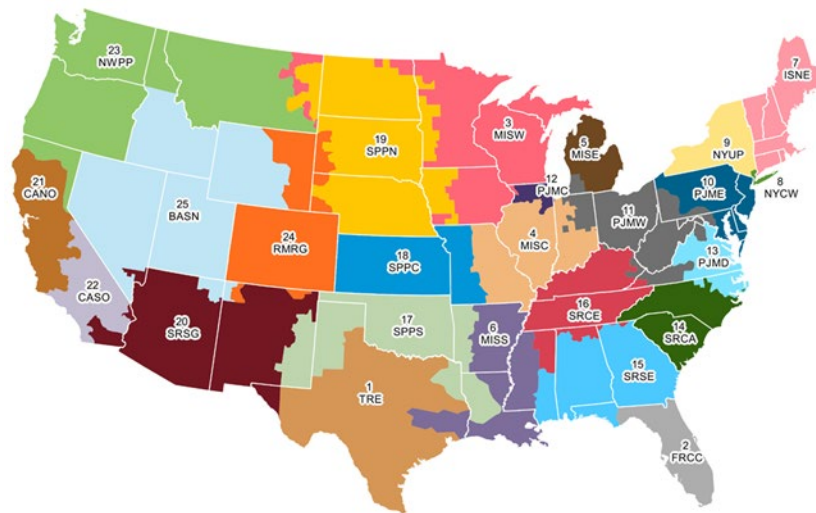 23
NWPP
7
ISNE
3
MISW
5
MISE
9
NYUP
19
SPPN
8
NYCW
12
PJMC
10
PJME
21
CANO
25
BASN
11
PJMW
4
MISC
24
RMRG
18
SPPC
13
PJMD
22
CASO
16
SRCE
17
SPPS
20
SRSG
6
MISS
14
SRCA
15
SRSE
1
TRE
2
FRCC